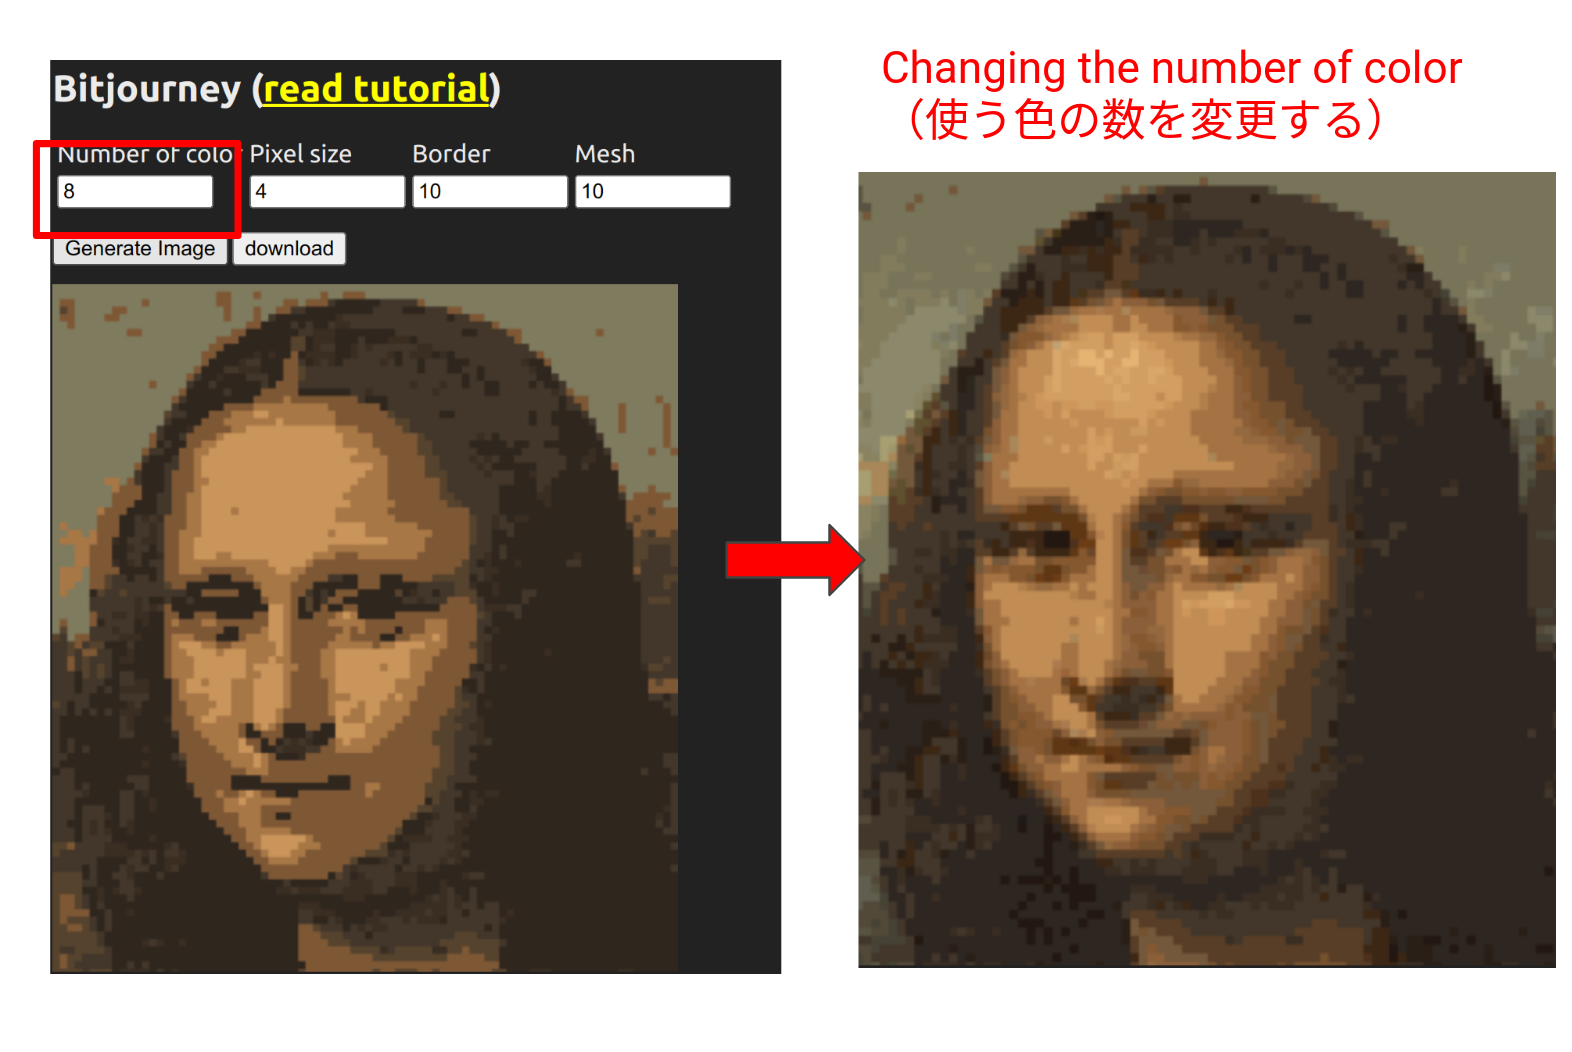 Changing the number of color
（使う色の数を変更する）
Bitjourney (read tutorial)
Number of color Pixel size Border Mesh
8 4 10 10
Generate Image download